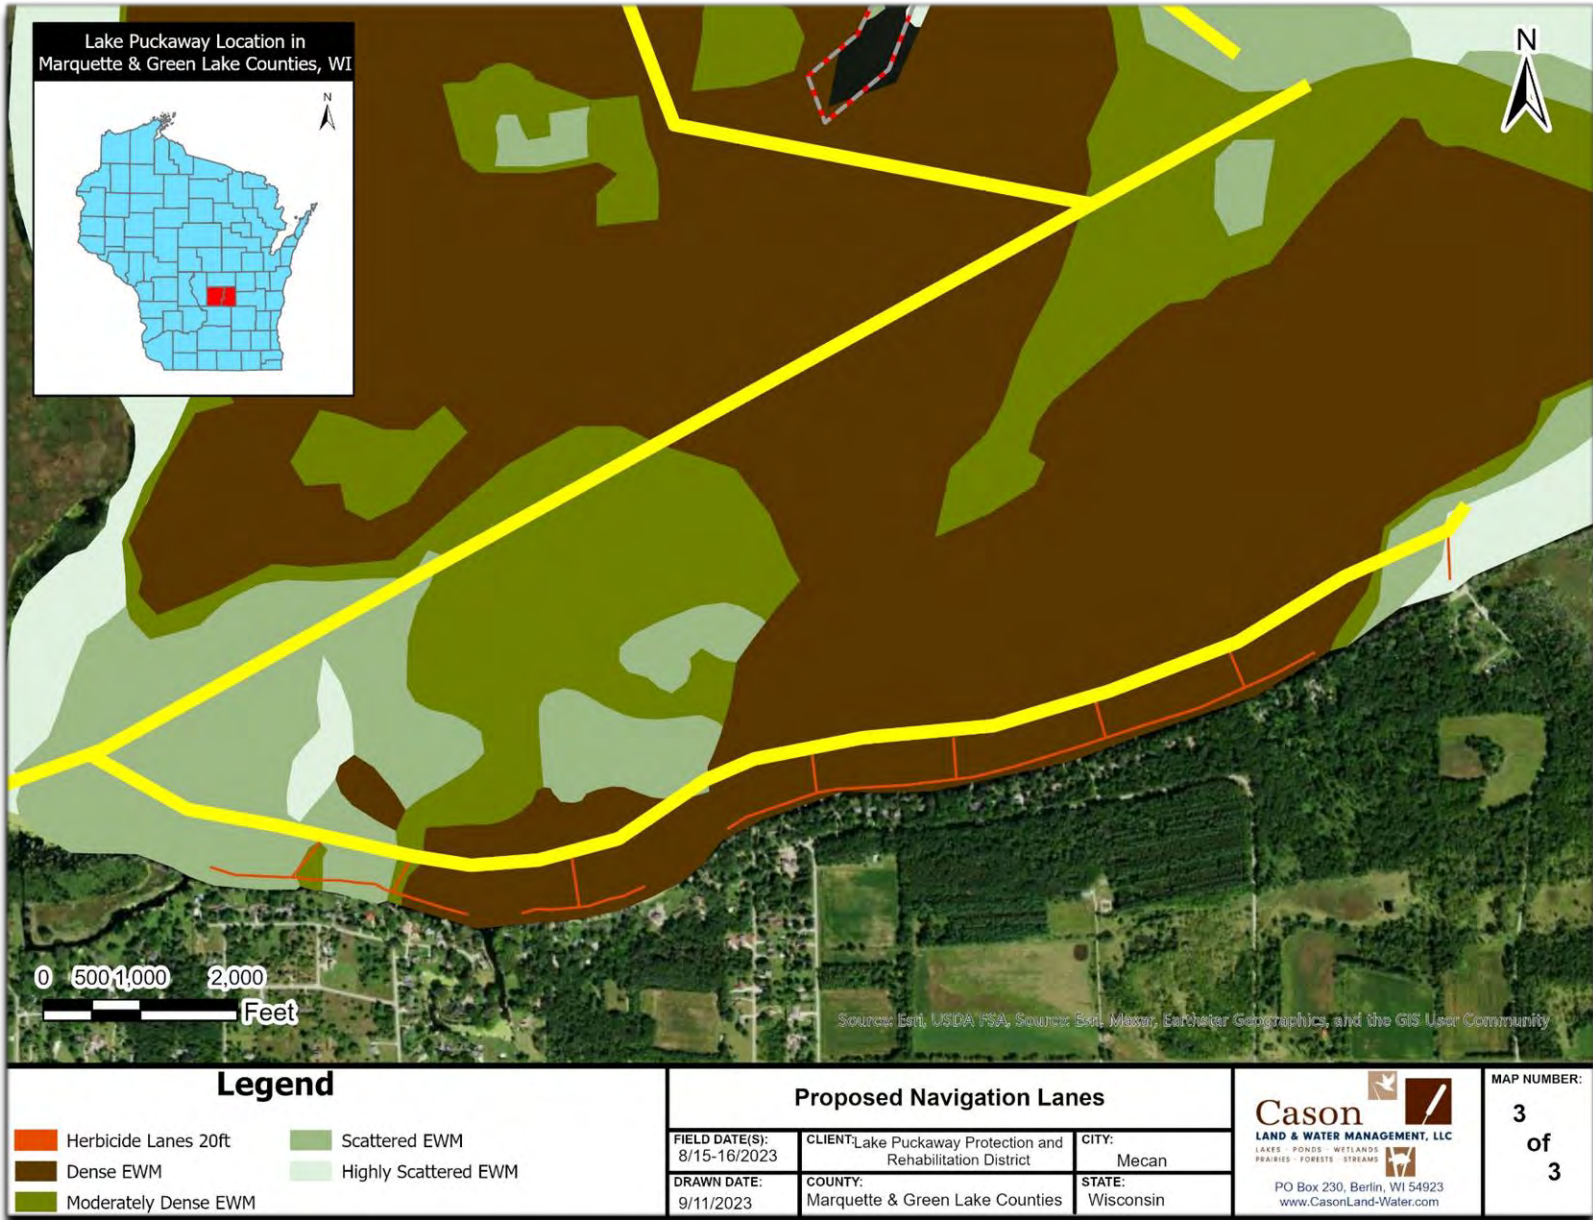 Lake Puckaway Location in
Marquette & Green Lake Counties, WI
N
N
0 500 1,000 2,000
Feet
Source: Esri, USDA FSA, Source: Esri, Maxar, Earthstar Geographics, and the GIS User Community
Legend
Herbicide Lanes 20ft
Dense EWM
Moderately Dense EWM
Scattered EWM
Highly Scattered EWM
Proposed Navigation Lanes
FIELD DATE(S):
8/15-16/2023
CLIENT: Lake Puckaway Protection and
Rehabilitation District
CITY:
Mecan
DRAWN DATE:
9/11/2023
COUNTY:
Marquette & Green Lake Counties
STATE:
Wisconsin
Cason
LAND & WATER MANAGEMENT, LLC
LAKES · PONDS · WETLANDS
PRAIRIES · FORESTS · STREAMS
PO Box 230, Berlin, WI 54923
www.CasonLand-Water.com
MAP NUMBER:
3
of
3